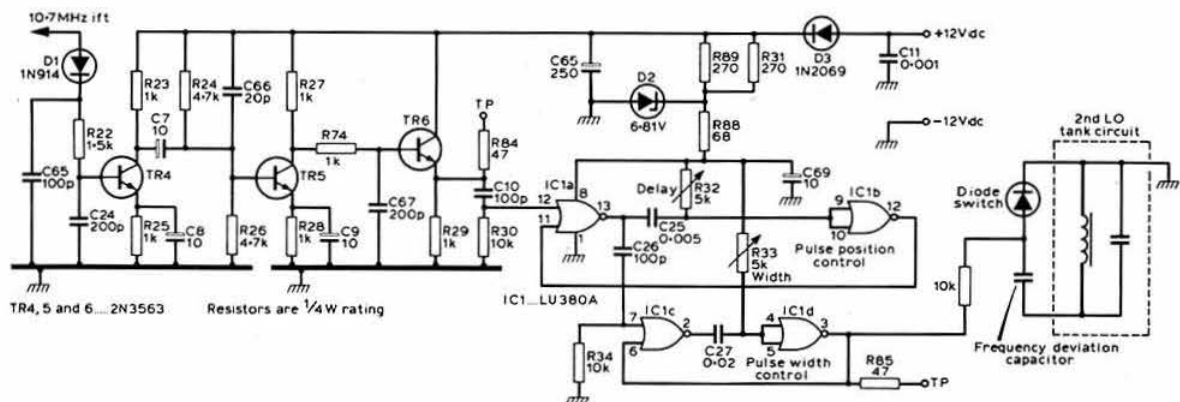 10·7MHz ift
D1
1N914
R23
1k
R24
4·7k
C66
20p
R27
1k
C7
10
R22
1·5k
TR4
C65
100p
C24
200p
R25
1k
C8
10
R26
4·7k
TR5
R28
1k
C9
10
R74
1k
C67
200p
TR6
TP
R84
47
C10
100p
R29
1k
R30
10k
TR4, 5 and 6....2N3563
Resistors are 1/4W rating
IC1...LU380A
C65
250
D2
6·81V
R89
270
R31
270
R88
68
D3
1N2069
C11
0·001
+12Vdc
-12Vdc
IC1a
12
11
8
13
1
Delay
R32
5k
C69
10
C25
0·005
C26
100p
R33
5k
Width
IC1b
9
10
12
Pulse position
control
R34
10k
IC1c
7
6
2
C27
0·02
IC1d
4
5
3
Pulse width
control
R85
47
TP
10k
Diode
switch
Frequency deviation
capacitor
2nd LO
tank circuit